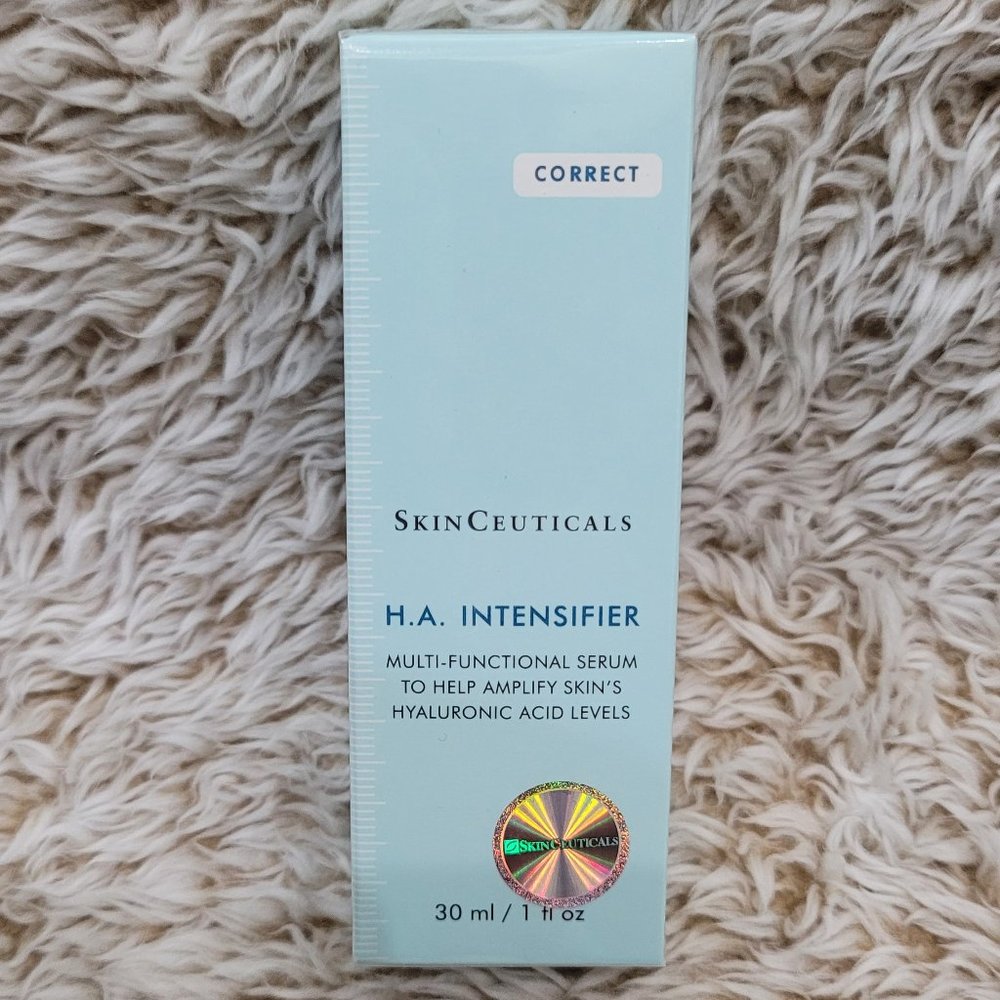 CORRECT
SKINCEUTICALS
H.A. INTENSIFIER
MULTI-FUNCTIONAL SERUM
TO HELP AMPLIFY SKIN'S
HYALURONIC ACID LEVELS
SKINCEUTICALS
30 ml / 1 fl oz